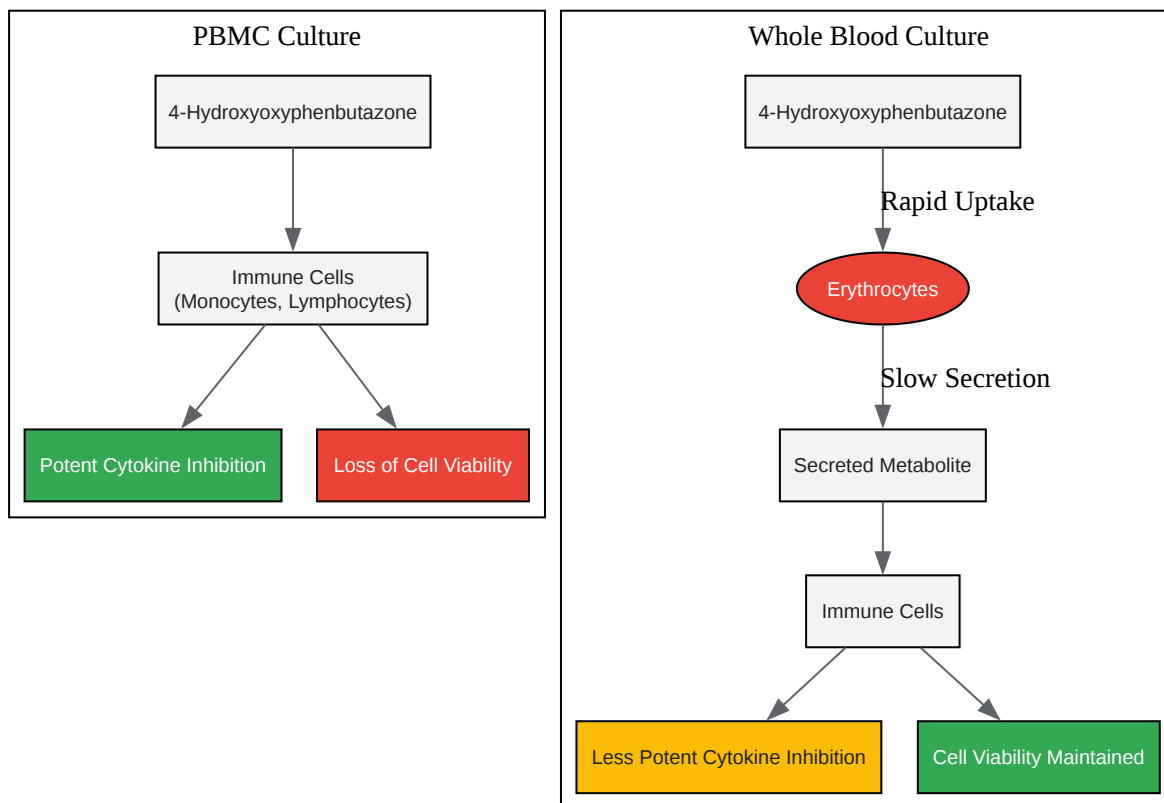 PBMC Culture
4-Hydroxyoxyphenbutazone
Immune Cells
(Monocytes, Lymphocytes)
Potent Cytokine Inhibition
Loss of Cell Viability
Whole Blood Culture
4-Hydroxyoxyphenbutazone
Rapid Uptake
Erythrocytes
Slow Secretion
Secreted Metabolite
Immune Cells
Less Potent Cytokine Inhibition
Cell Viability Maintained